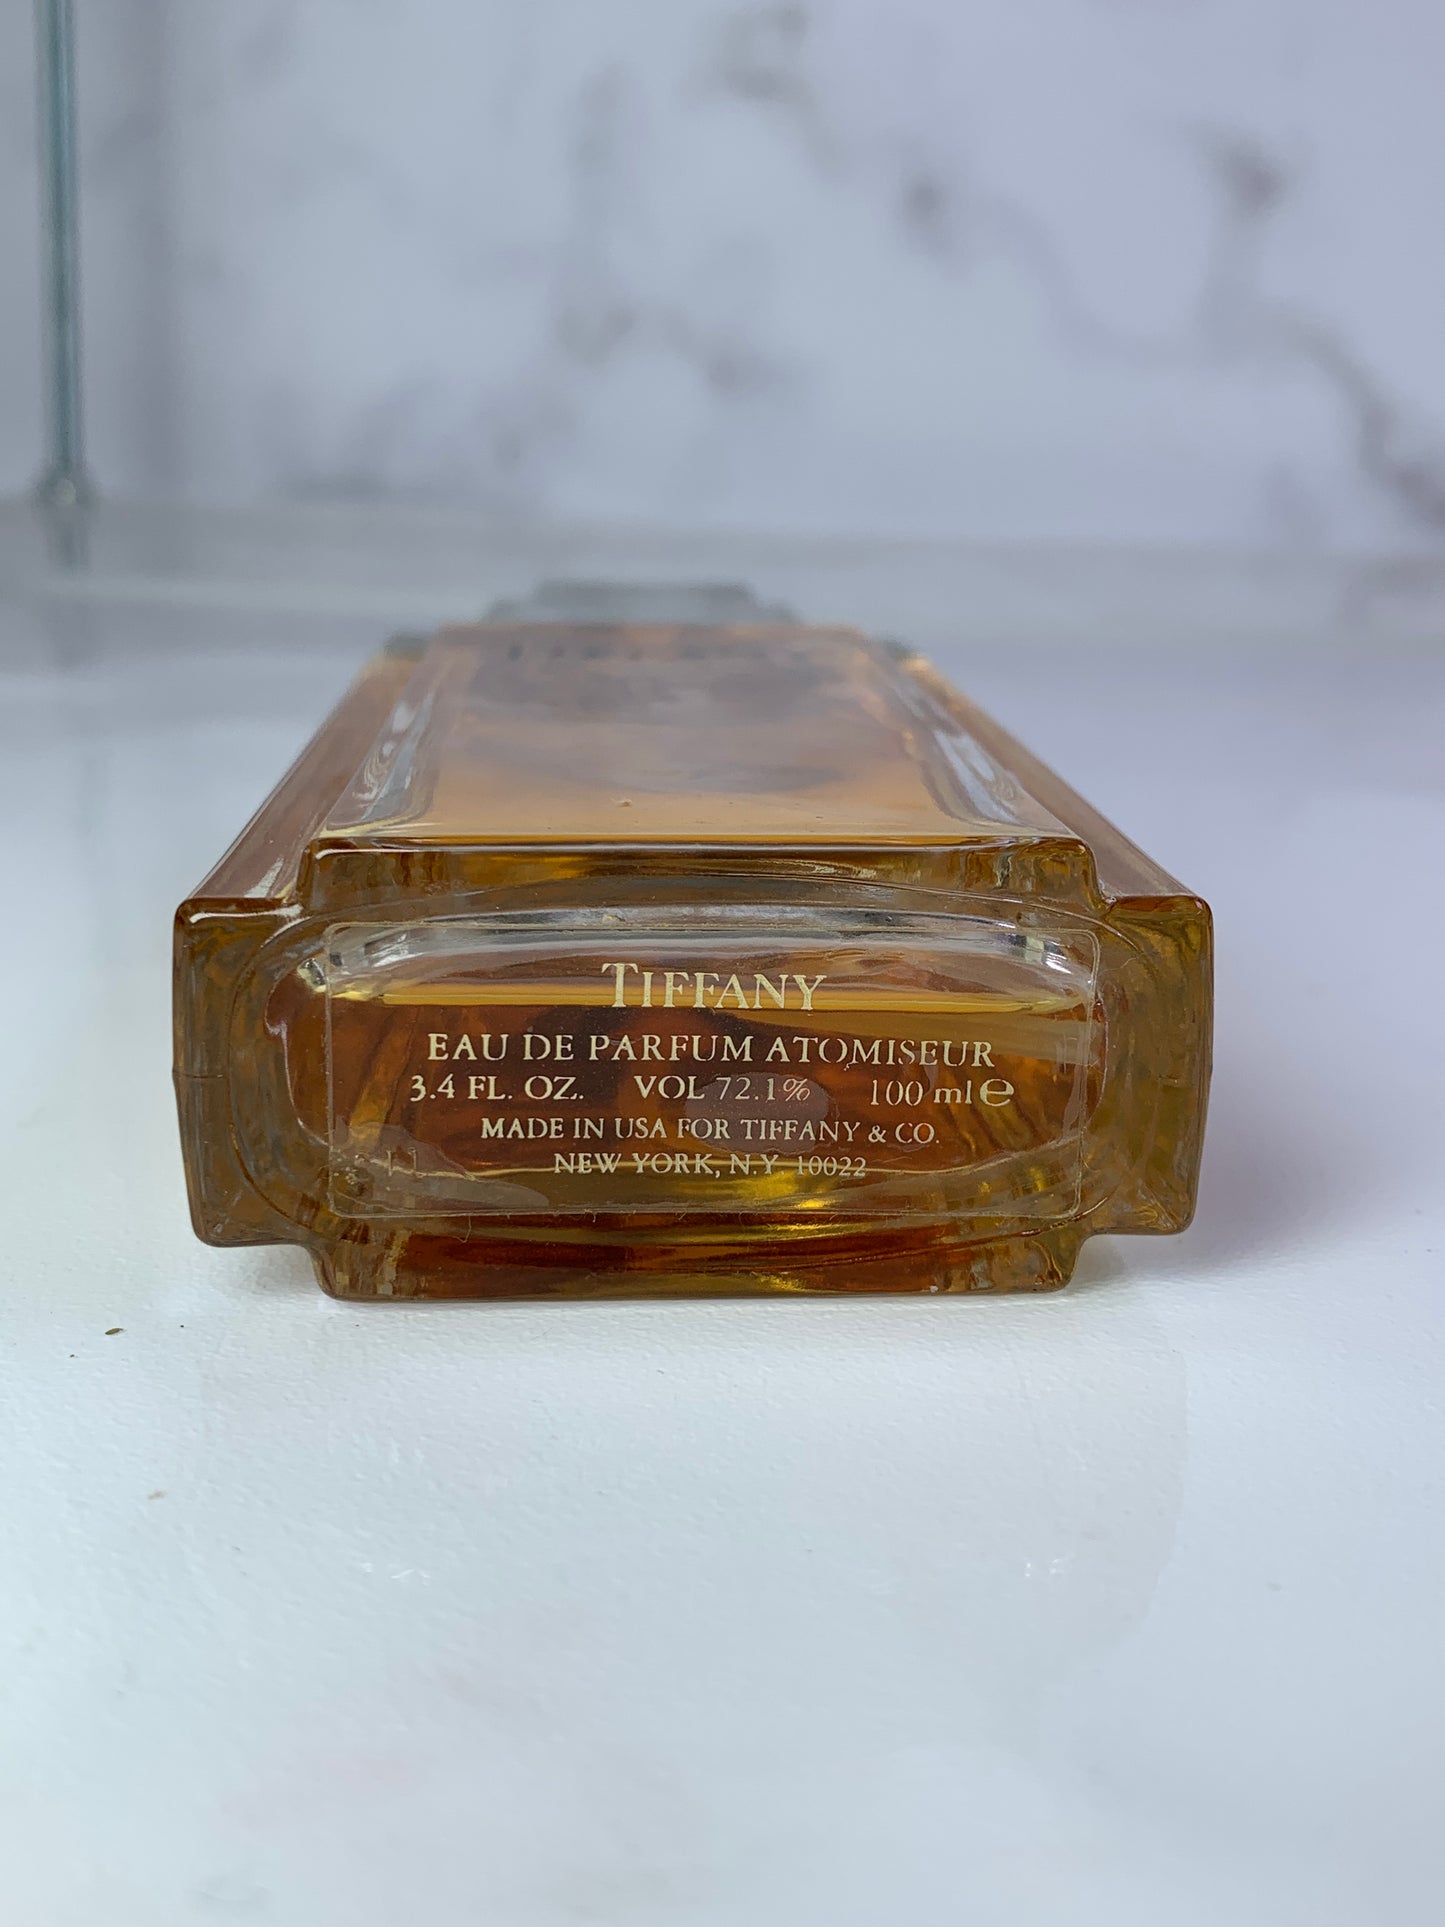 TIFFANY
EAU DE PARFUM ATOMISEUR
3.4 FL. OZ. VOL 72.1% 100 ml ℮
MADE IN USA FOR TIFFANY & CO.
NEW YORK, N.Y. 10022